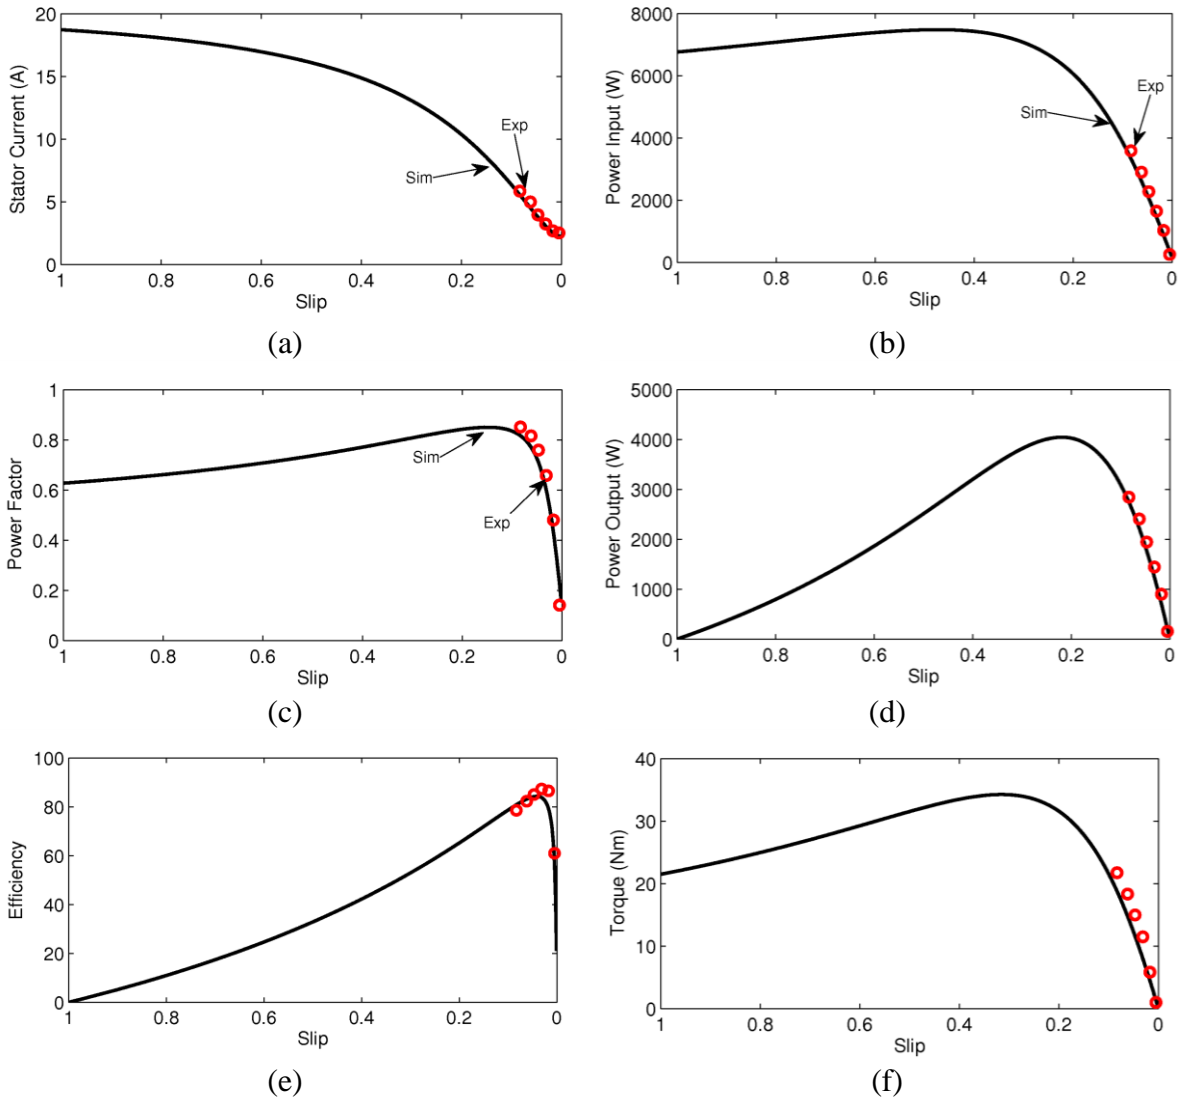 20
15
10
5
0
Stator Current (A)
Exp
Sim
1
0.8
0.6
0.4
0.2
0
Slip
(a)
8000
6000
4000
2000
0
Power Input (W)
Exp
Sim
1
0.8
0.6
0.4
0.2
0
Slip
(b)
1
0.8
0.6
0.4
0.2
0
Power Factor
Sim
Exp
1
0.8
0.6
0.4
0.2
0
Slip
(c)
5000
4000
3000
2000
1000
0
Power Output (W)
1
0.8
0.6
0.4
0.2
0
Slip
(d)
100
80
60
40
20
0
Efficiency
1
0.8
0.6
0.4
0.2
0
Slip
(e)
40
30
20
10
0
Torque (Nm)
1
0.8
0.6
0.4
0.2
0
Slip
(f)